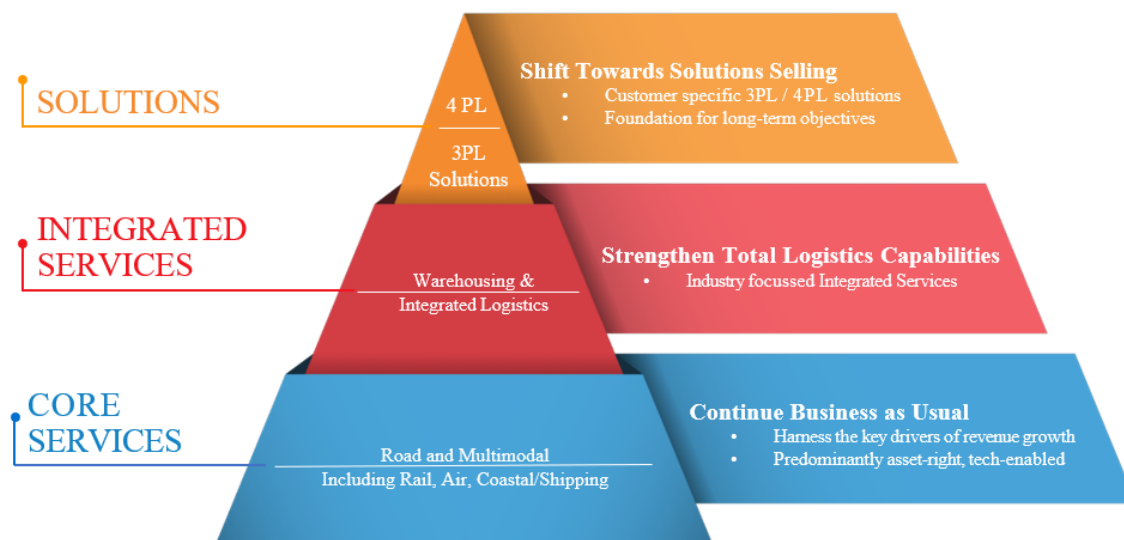 SOLUTIONS
4 PL
3PL
Solutions
Shift Towards Solutions Selling
• Customer specific 3PL / 4PL solutions
• Foundation for long-term objectives
INTEGRATED
SERVICES
Warehousing &
Integrated Logistics
Strengthen Total Logistics Capabilities
• Industry focussed Integrated Services
CORE
SERVICES
Road and Multimodal
Including Rail, Air, Coastal/Shipping
Continue Business as Usual
• Harness the key drivers of revenue growth
• Predominantly asset-right, tech-enabled